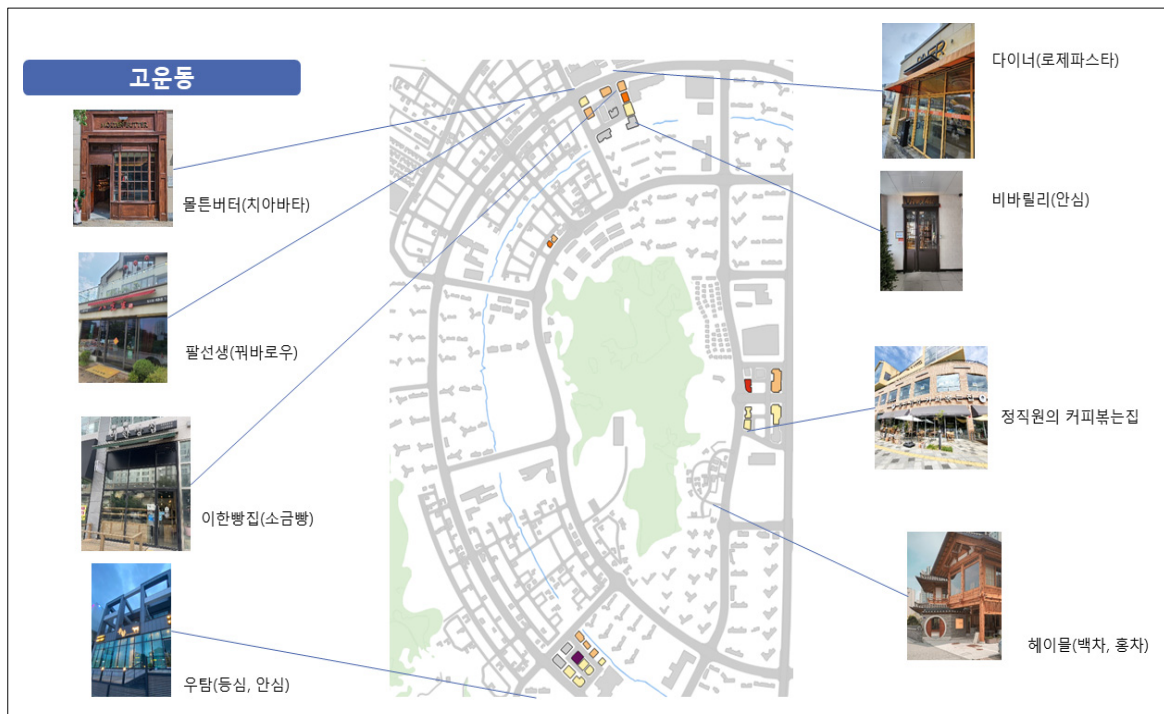 고운동
몰튼버터(치아바타)
팔선생(꿔바로우)
이한빵집(소금빵)
우탐(등심, 안심)
다이너(로제파스타)
비바릴리(안심)
정직원의 커피볶는집
헤이믈(백차, 홍차)